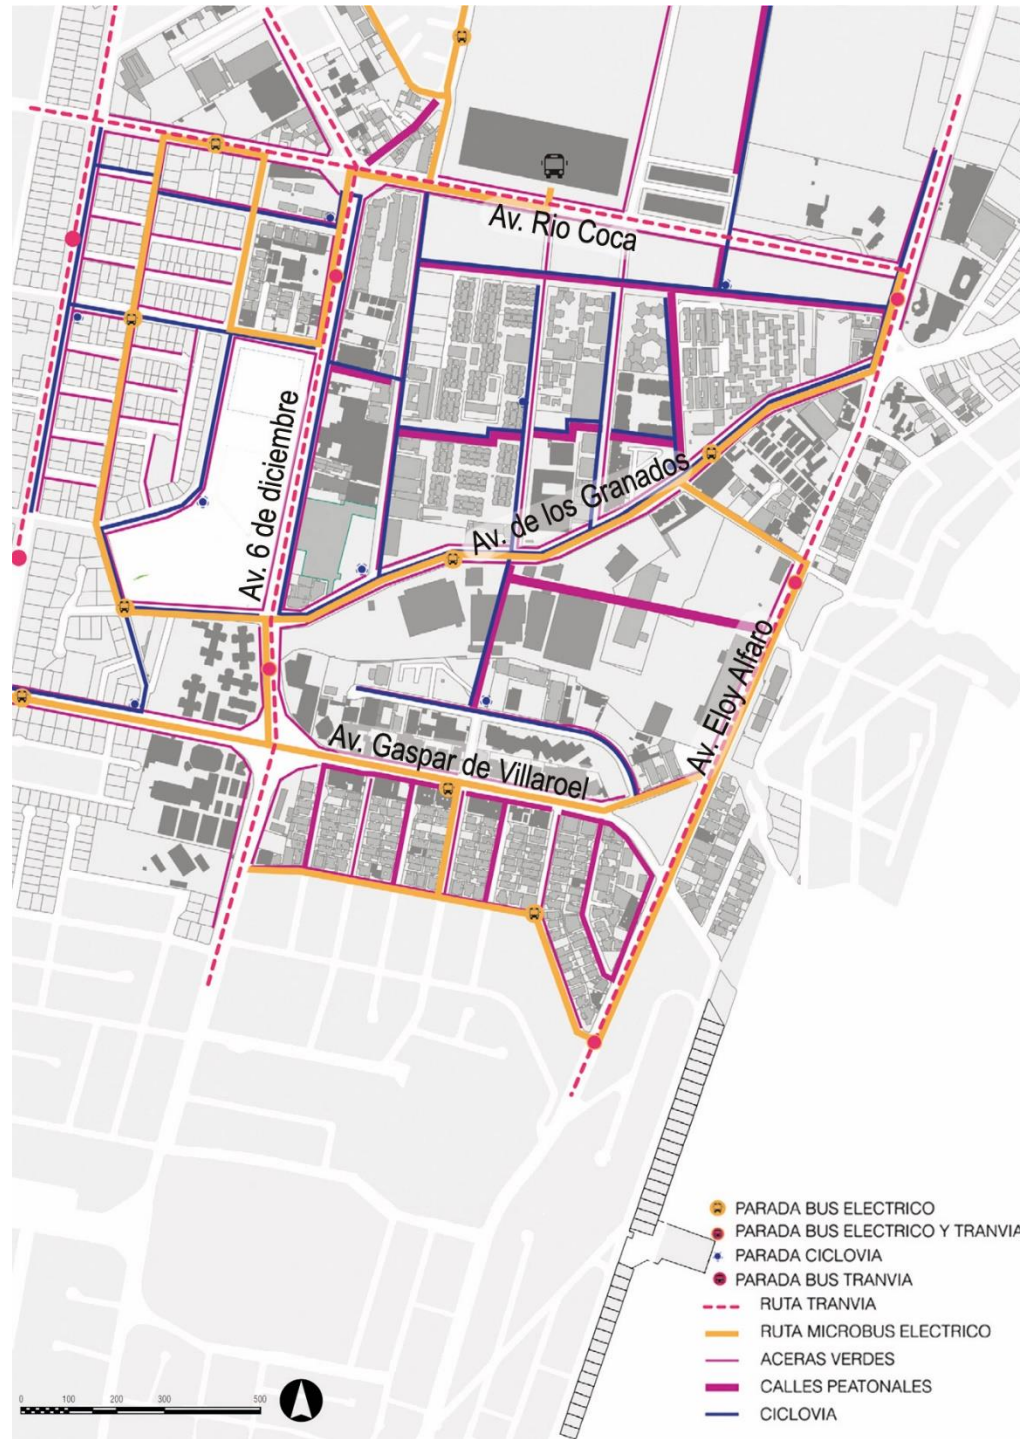 Av. Rio Coca
Av. 6 de diciembre
Av. de los Granados
Av. Eloy Alfaro
Av. Gaspar de Villaroel
PARADA BUS ELECTRICO
PARADA BUS ELECTRICO Y TRANVIA
PARADA CICLOVIA
PARADA BUS TRANVIA
RUTA TRANVIA
RUTA MICROBUS ELECTRICO
ACERAS VERDES
CALLES PEATONALES
CICLOVIA
0 100 200 300 500